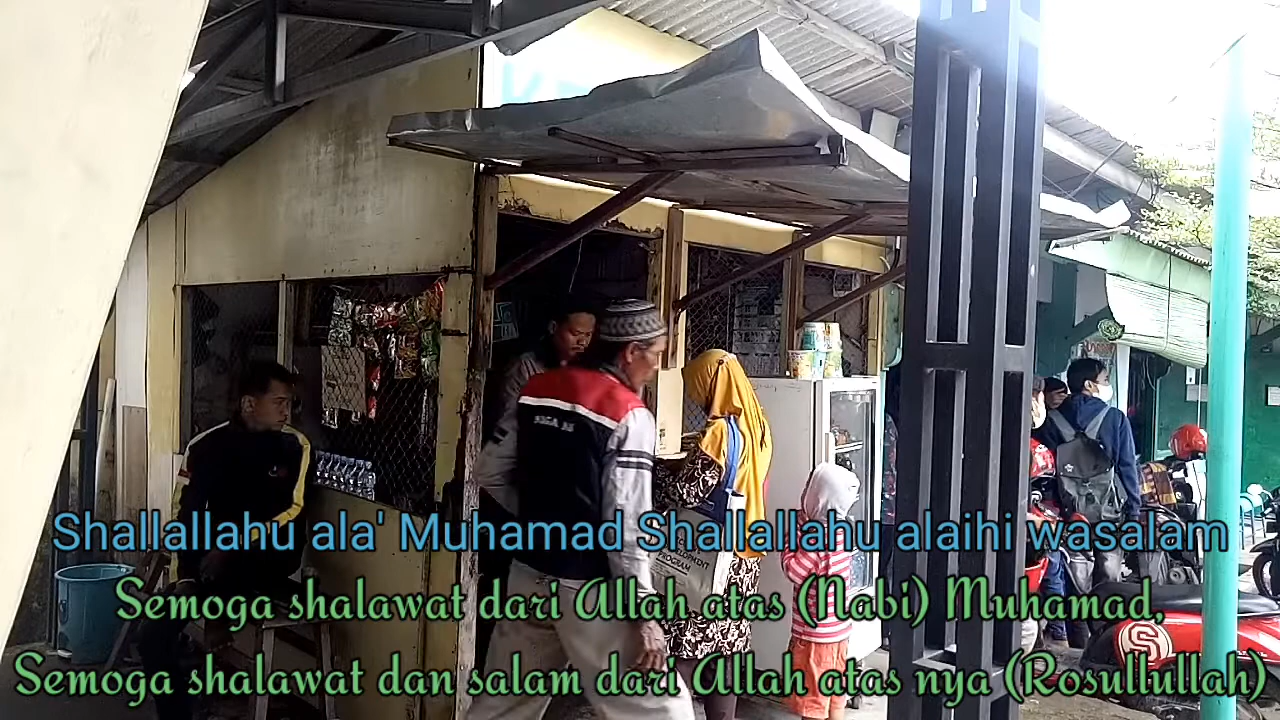 Shallallahu ala' Muhamad Shallallahu alaihi wasalam
Semoga shalawat dari Allah atas (Nabi) Muhamad,
Semoga shalawat dan salam dari Allah atas nya (Rosullullah)
PROGRAM